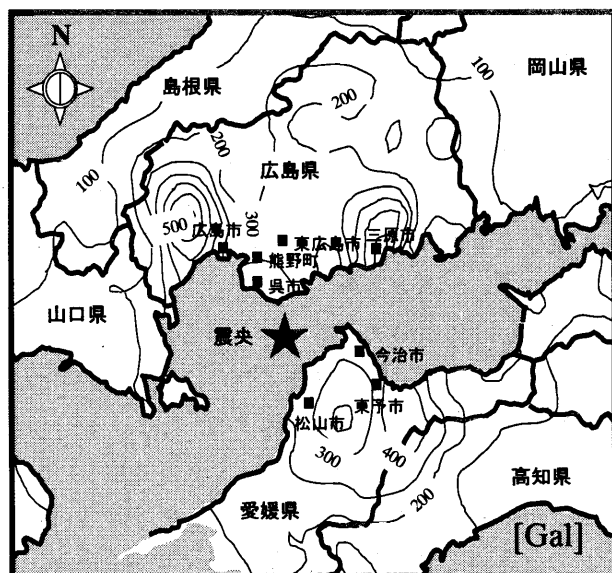 N
島根県
100
岡山県
200
200
広島県
100
500
広島市
300
東広島市
三原市
熊野町
呉市
山口県
震央
今治市
東予市
松山市
300
400
200
高知県
愛媛県
[Gal]